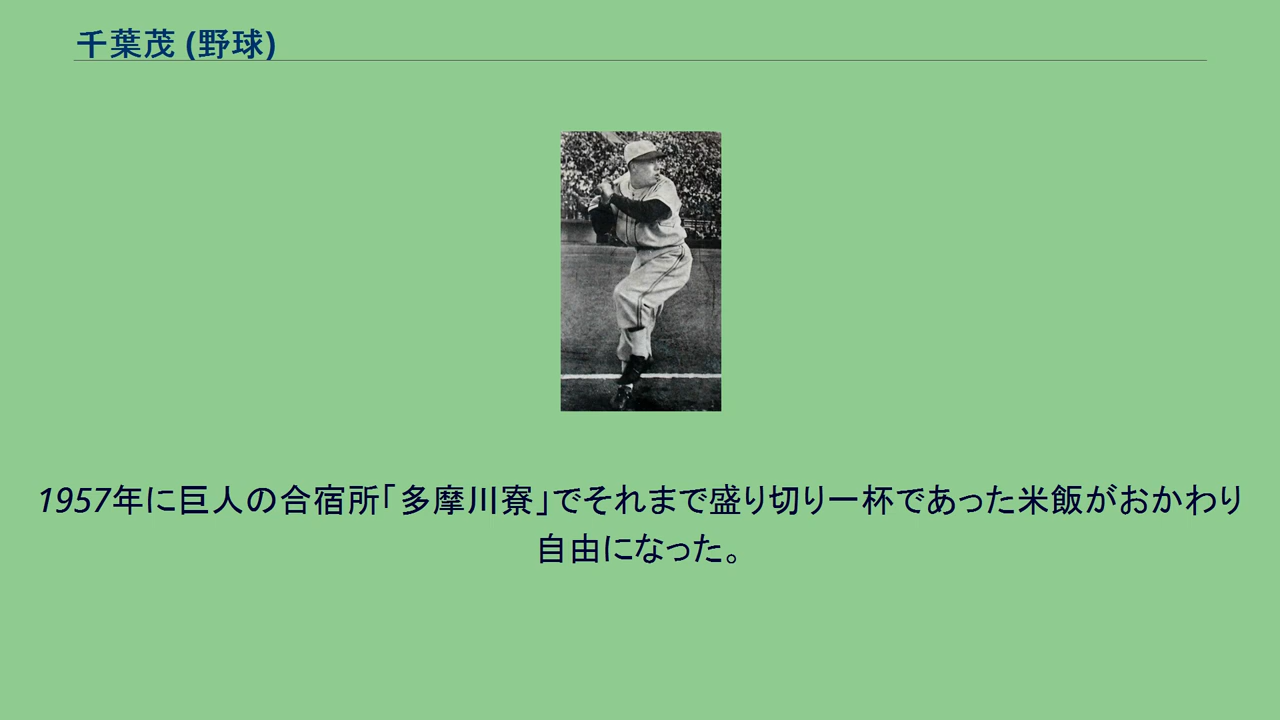 千葉茂 (野球)
1957年に巨人の合宿所「多摩川寮」でそれまで盛り切り一杯であった米飯がおかわり
自由になった。